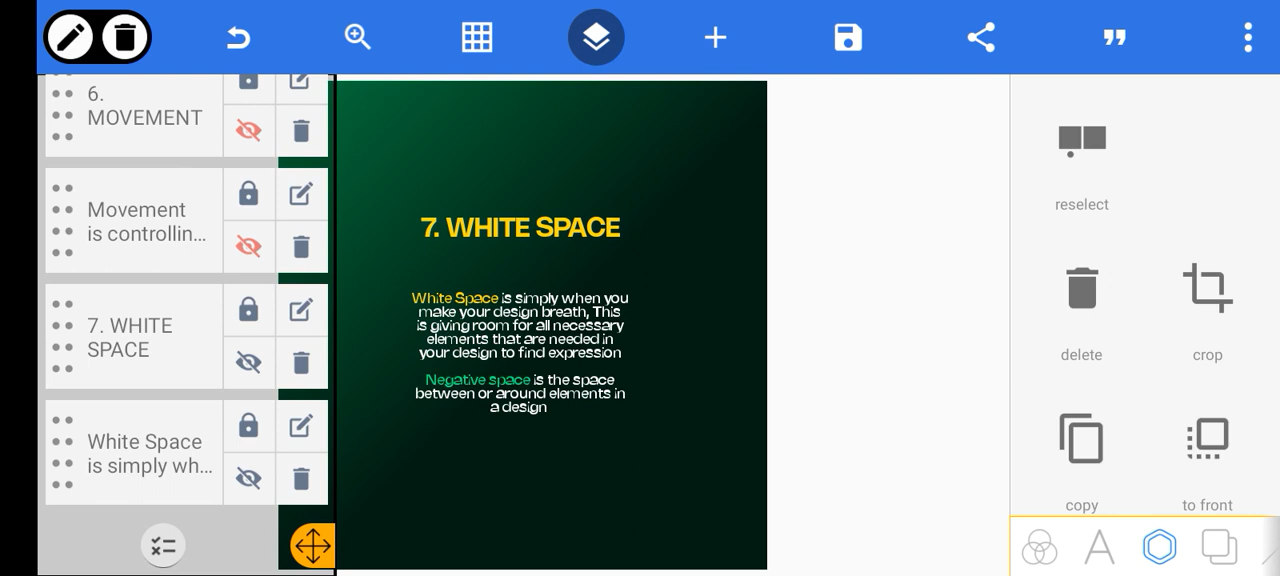 6.
MOVEMENT
Movement
is controllin...
7. WHITE
SPACE
White Space
is simply wh...
7. WHITE SPACE
White Space is simply when you
make your design breath, This
is giving room for all necessary
elements that are needed in
your design to find expression
Negative space is the space
between or around elements in
a design
reselect
delete
crop
copy
to front